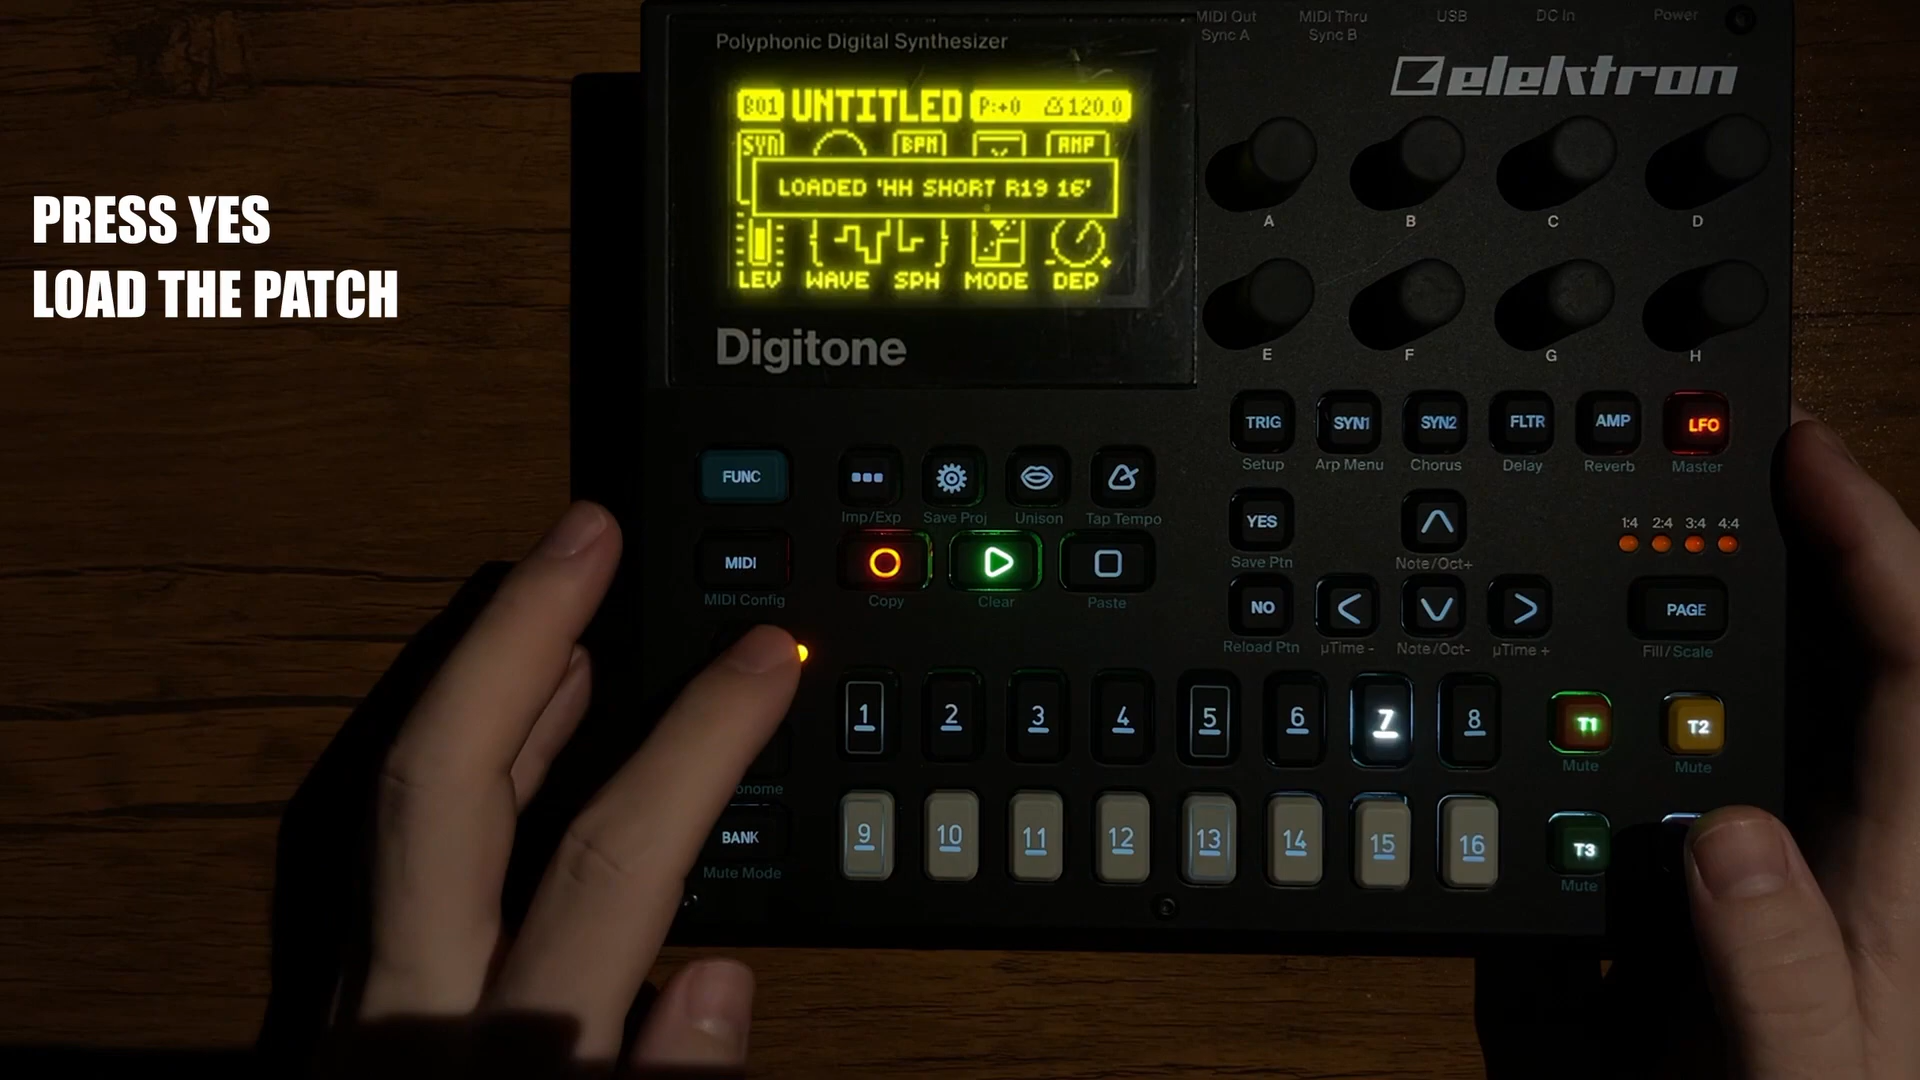 MIDI Out MIDI Thru USB DC In Power
Sync A Sync B
Polyphonic Digital Synthesizer
elektron
B01 UNTITLED P:+0 120.0
SYN BPM AMP
LOADED 'HH SHORT R19 16'
LEV WAVE SPH MODE DEP
PRESS YES
LOAD THE PATCH
Digitone
A B C D
E F G H
TRIG SYN1 SYN2 FLTR AMP LFO
Setup Arp Menu Chorus Delay Reverb Master
FUNC
Imp/Exp Save Proj Unison Tap Tempo
YES
Save Ptn Note/Oct+
1:4 2:4 3:4 4:4
MIDI
MIDI Config Copy Clear Paste
NO PAGE
Reload Ptn µTime - Note/Oct- µTime + Fill/Scale
1 2 3 4 5 6 7 8 T1 T2
Mute Mute
onome
BANK 9 10 11 12 13 14 15 16 T3
Mute Mode Mute